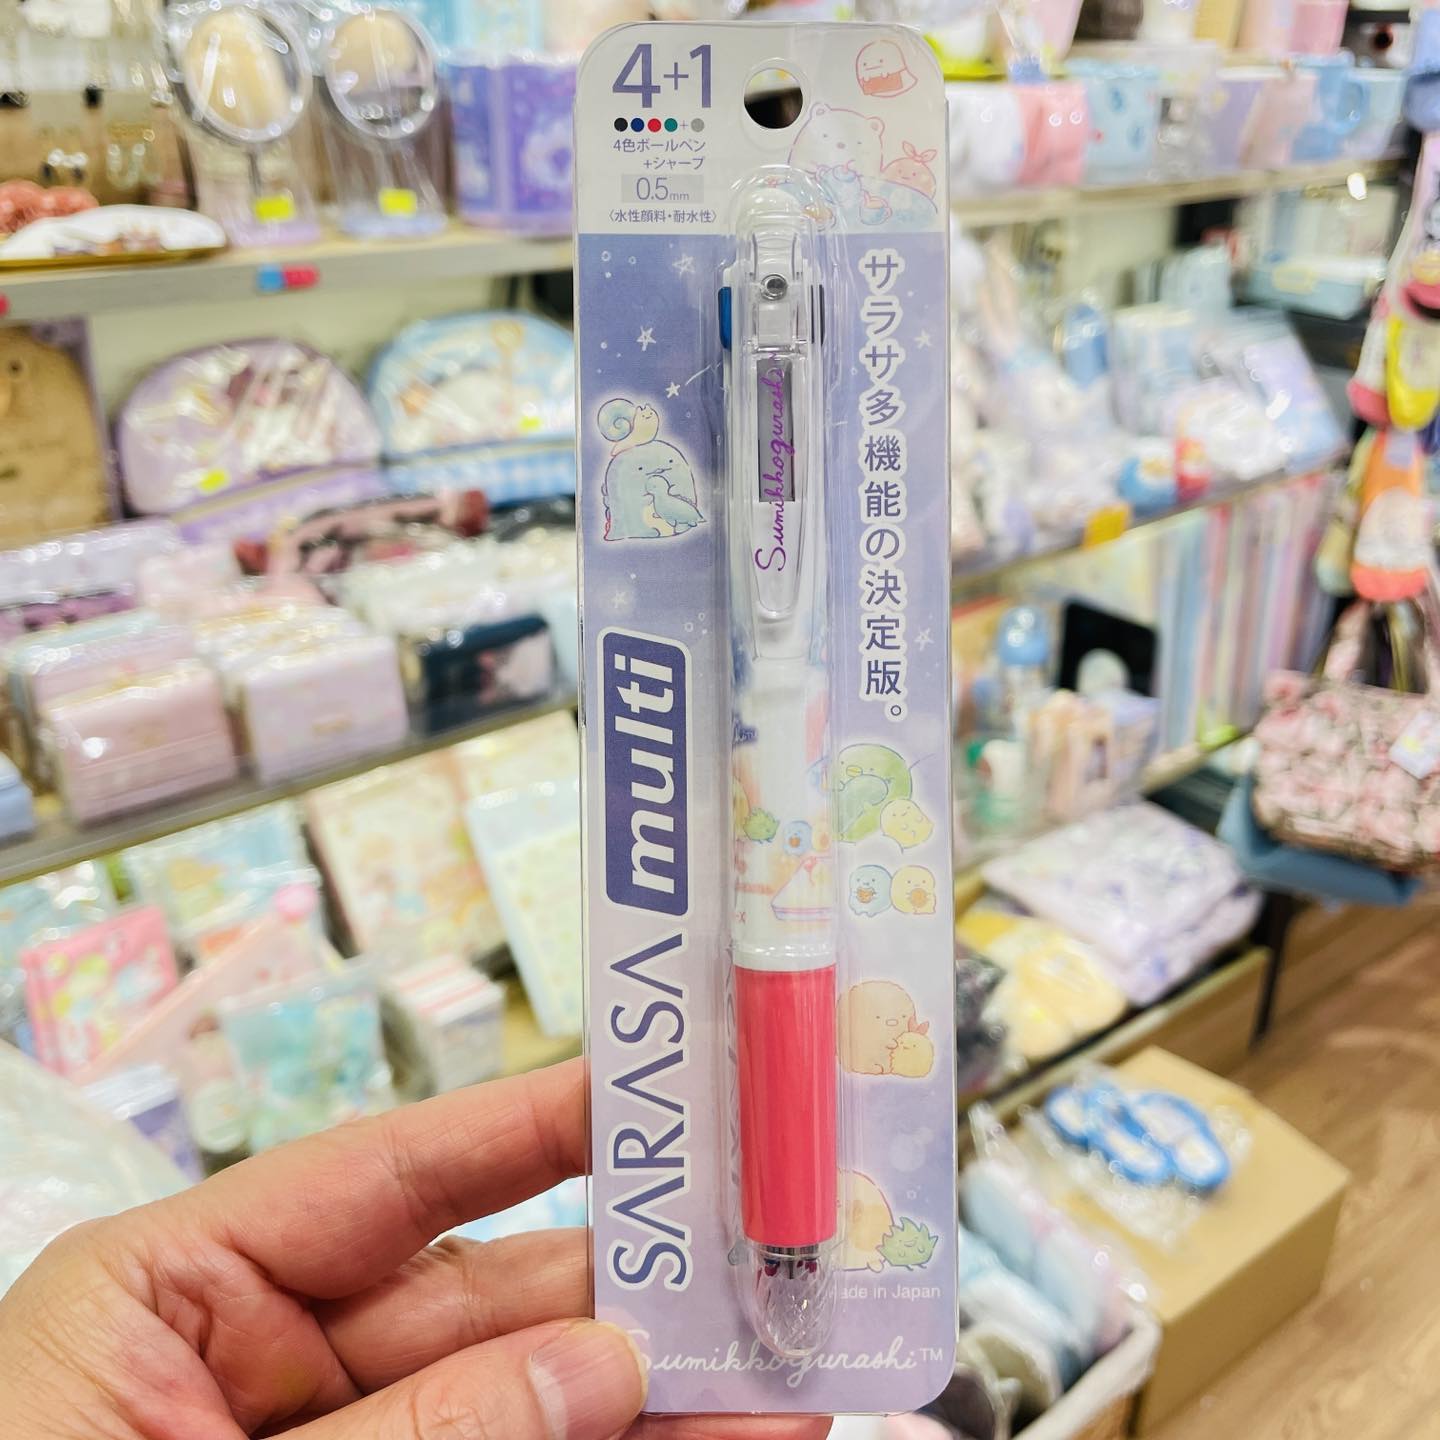 4+1
4色ボールペン
+シャープ
0.5mm
〈水性顔料・耐水性〉
サラサ多機能の決定版。
Sumikkogurashi
SARASA multi
ade in Japan
Sumikkogurashi™